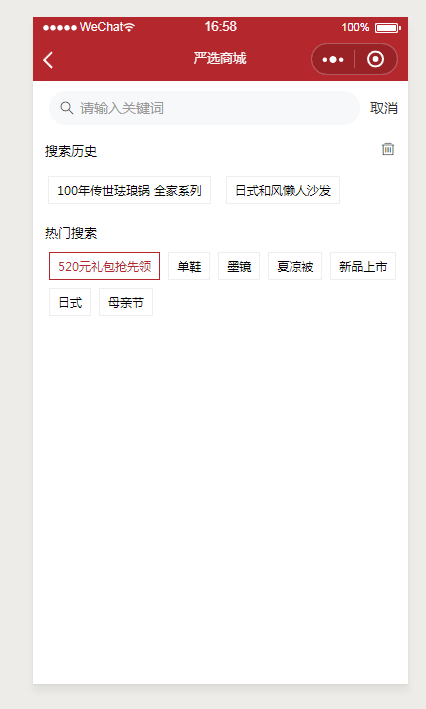 ●●●●● WeChat 16:58 100%
严选商城
请输入关键词 取消
搜索历史
100年传世珐琅锅 全家系列 日式和风懒人沙发
热门搜索
520元礼包抢先领 单鞋 墨镜 夏凉被 新品上市
日式 母亲节